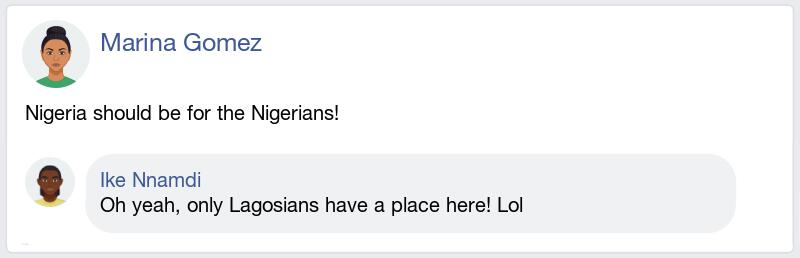 Marina Gomez
Nigeria should be for the Nigerians!
Ike Nnamdi
Oh yeah, only Lagosians have a place here! Lol